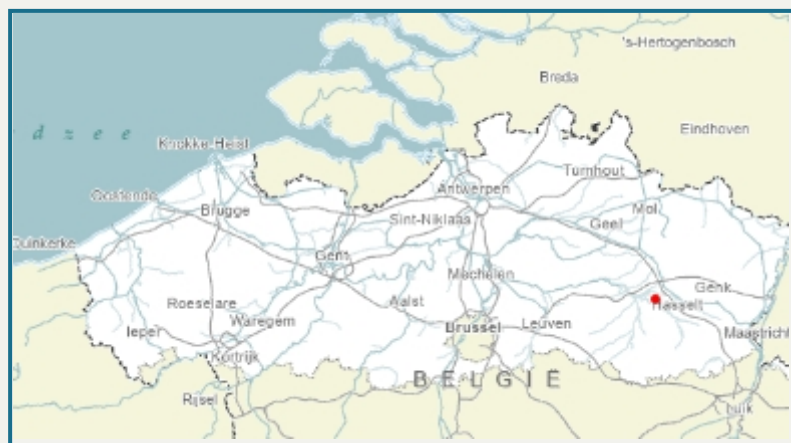 's-Hertogenbosch
Breda
Eindhoven
d z e e
Knokke-Heist
Turnhout
Oostende
Antwerpen
Brugge
Sint-Niklaas
Mol
Geel
Duinkerke
Gent
Mechelen
Genk
Roeselare
Aalst
Hasselt
Ieper
Waregem
Brussel
Leuven
Maastricht
Kortrijk
BELGIË
Rijsel
Luik